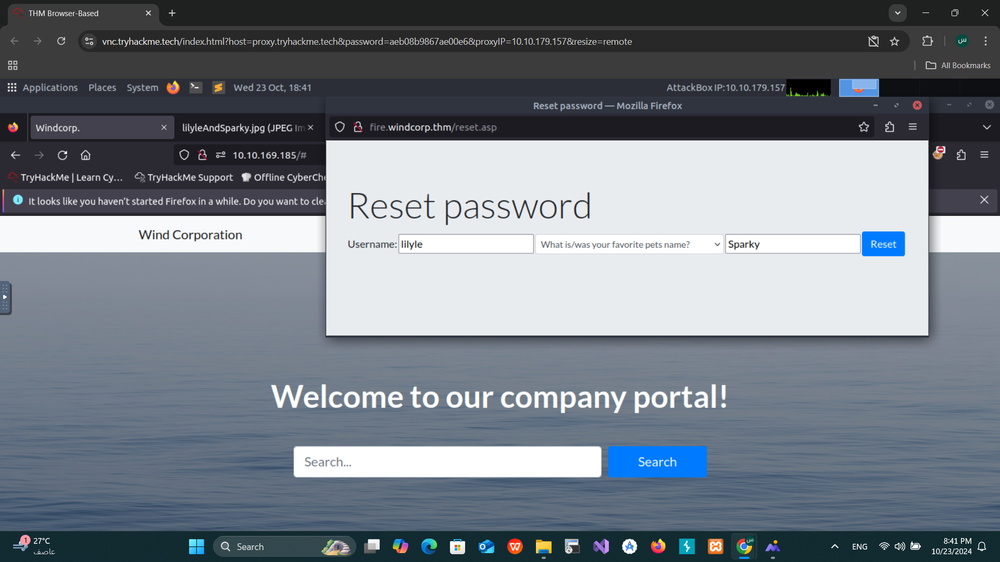 THM Browser-Based
vnc.tryhackme.tech/index.html?host=proxy.tryhackme.tech&password=aeb08b9867ae00e6&proxyIP=10.10.179.157&resize=remote
س
All Bookmarks
Applications Places System Wed 23 Oct, 18:41 AttackBox IP:10.10.179.157
Reset password — Mozilla Firefox
Windcorp. lilyleAndSparky.jpg (JPEG Im
fire.windcorp.thm/reset.asp
10.10.169.185/#
TryHackMe | Learn Cy... TryHackMe Support Offline CyberChe
It looks like you haven't started Firefox in a while. Do you want to clea
Reset password
Wind Corporation
Username: lilyle What is/was your favorite pets name? Sparky Reset
Welcome to our company portal!
Search... Search
1 27°C
عاصف
Search
ENG
8:41 PM
10/23/2024